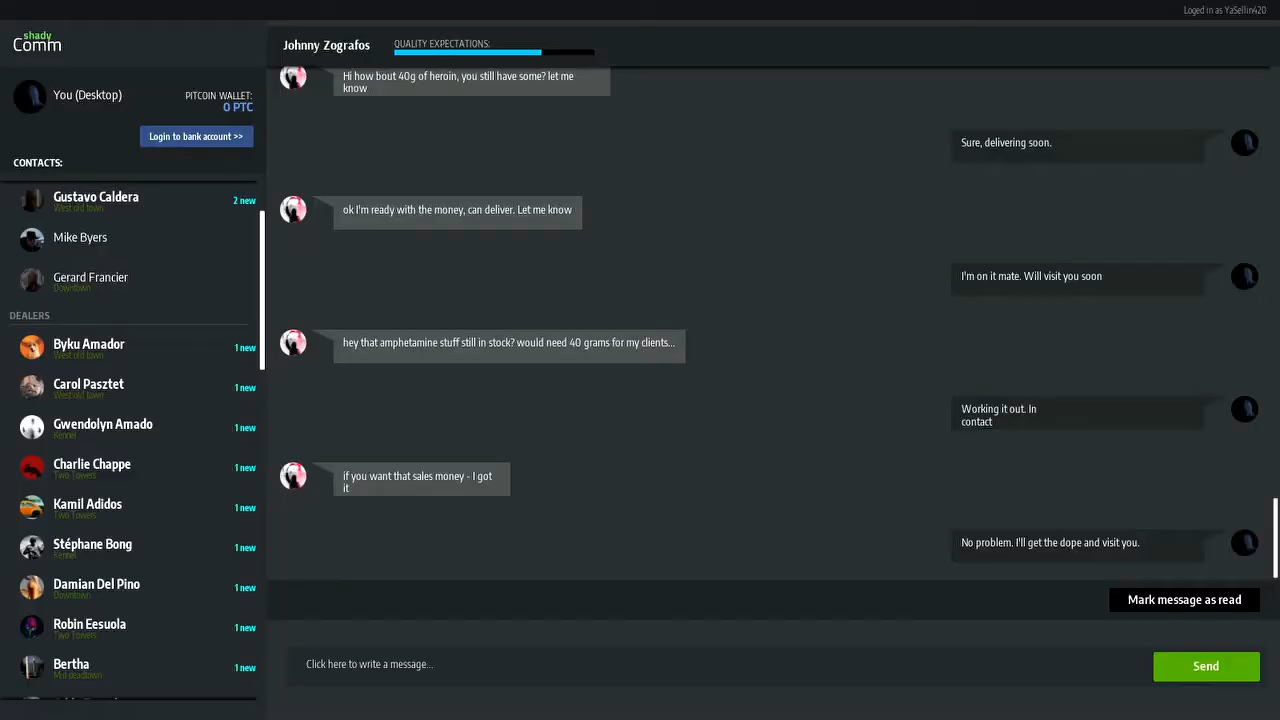 Loged in as YaSellin420
shady
Comm
Johnny Zografos
QUALITY EXPECTATIONS:
You (Desktop)
PITCOIN WALLET:
0 PTC
Login to bank account >>
CONTACTS:
Gustavo Caldera
West old town
2 new
Mike Byers
Gerard Francier
Downtown
DEALERS
Byku Amador
West old town
1 new
Carol Pasztet
West old town
1 new
Gwendolyn Amado
Kennel
1 new
Charlie Chappe
Two Towers
1 new
Kamil Adidos
Two Towers
1 new
Stéphane Bong
Kennel
1 new
Damian Del Pino
Downtown
1 new
Robin Eesuola
Two Towers
1 new
Bertha
Mill deadtown
1 new
Hi how bout 40g of heroin, you still have some? let me
know
Sure, delivering soon.
ok I'm ready with the money, can deliver. Let me know
I'm on it mate. Will visit you soon
hey that amphetamine stuff still in stock? would need 40 grams for my clients...
Working it out. In
contact
if you want that sales money - I got
it
No problem. I'll get the dope and visit you.
Mark message as read
Click here to write a message...
Send